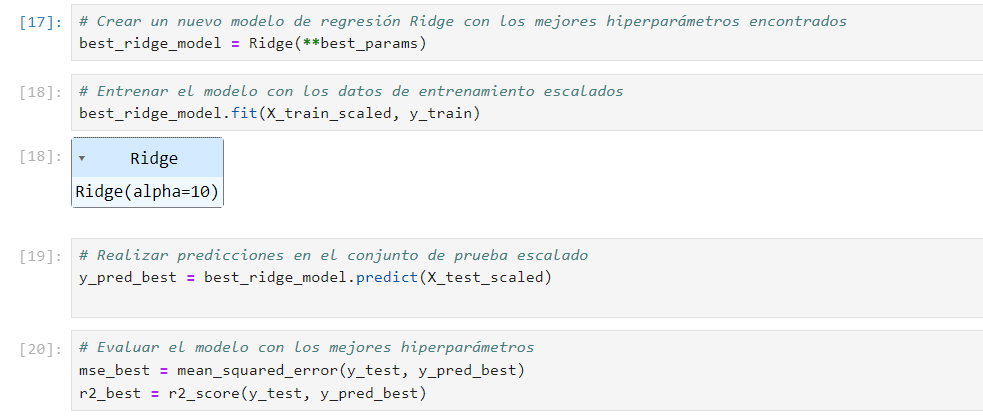 [17]: # Crear un nuevo modelo de regresión Ridge con los mejores hiperparámetros encontrados
best_ridge_model = Ridge(**best_params)
[18]: # Entrenar el modelo con los datos de entrenamiento escalados
best_ridge_model.fit(X_train_scaled, y_train)
[18]: ▾ Ridge
Ridge(alpha=10)
[19]: # Realizar predicciones en el conjunto de prueba escalado
y_pred_best = best_ridge_model.predict(X_test_scaled)
[20]: # Evaluar el modelo con los mejores hiperparámetros
mse_best = mean_squared_error(y_test, y_pred_best)
r2_best = r2_score(y_test, y_pred_best)